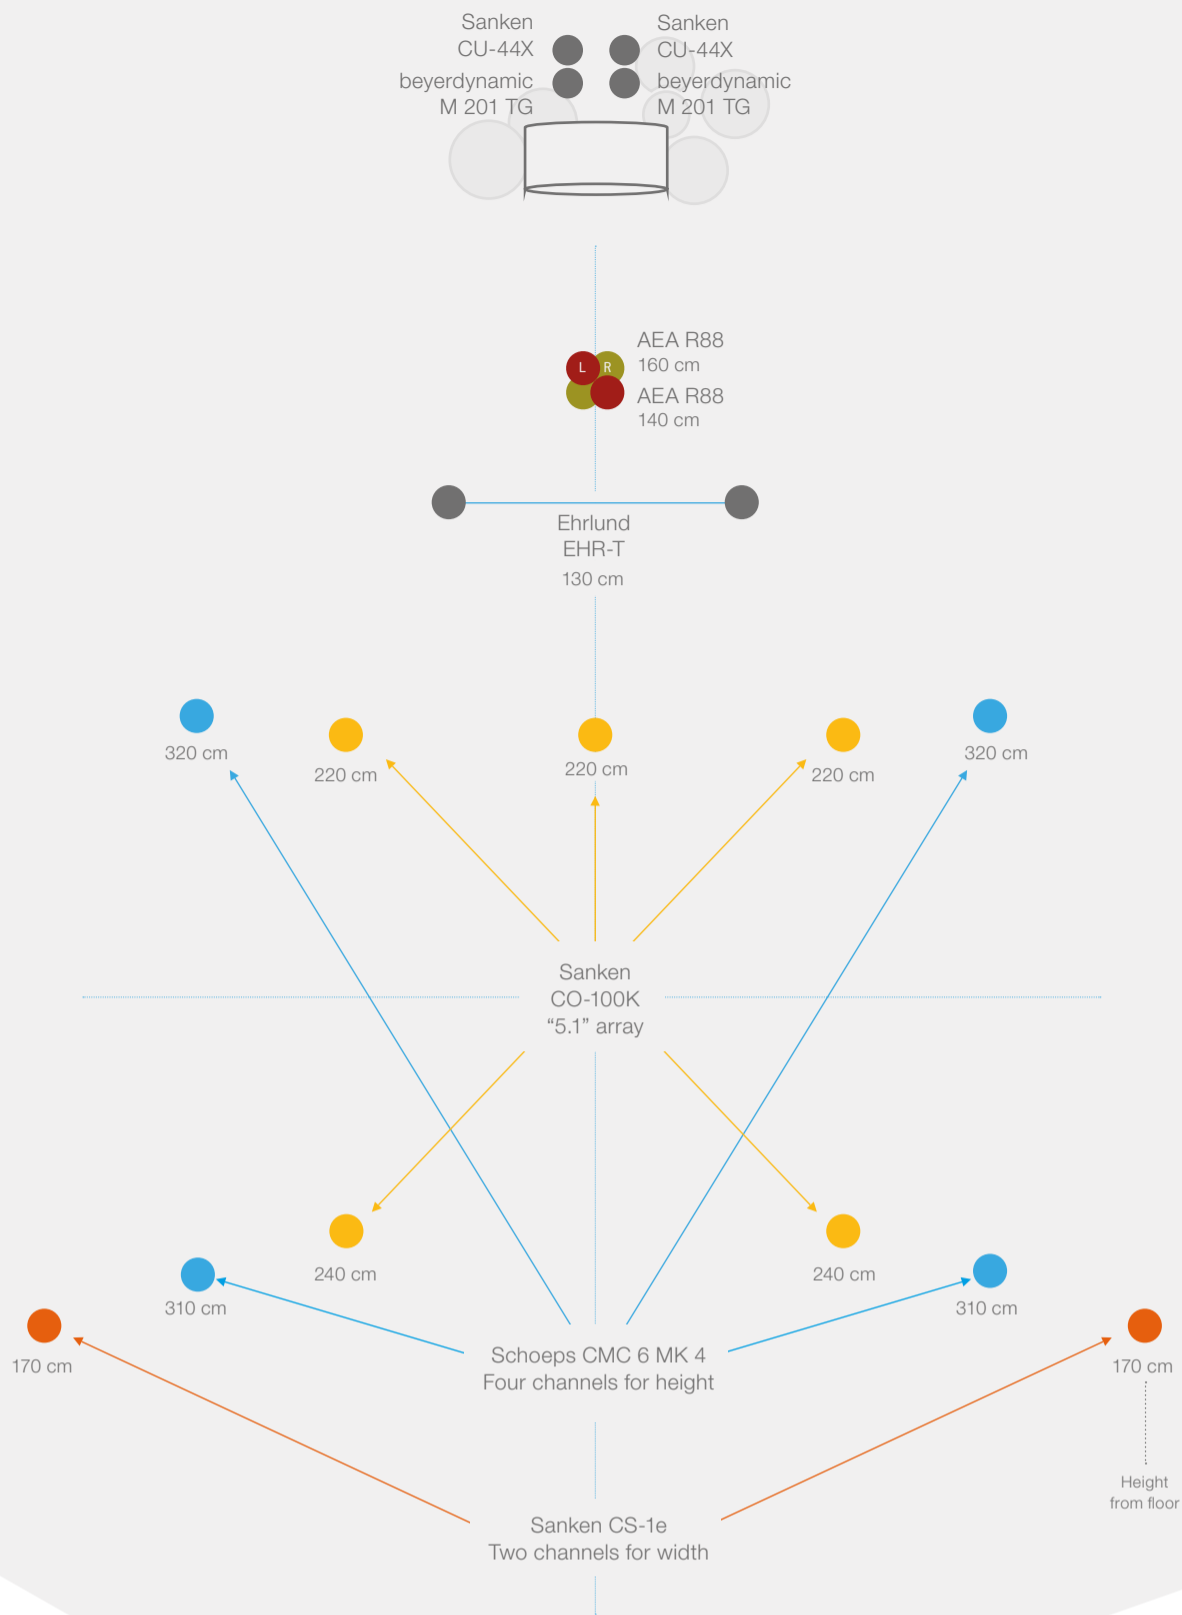 Sanken
CU-44X
Sanken
CU-44X
beyerdynamic
M 201 TG
beyerdynamic
M 201 TG
L R
AEA R88
160 cm
AEA R88
140 cm
Ehrlund
EHR-T
130 cm
320 cm
220 cm
220 cm
220 cm
320 cm
Sanken
CO-100K
“5.1” array
240 cm
240 cm
310 cm
310 cm
170 cm
170 cm
Schoeps CMC 6 MK 4
Four channels for height
Height
from floor
Sanken CS-1e
Two channels for width